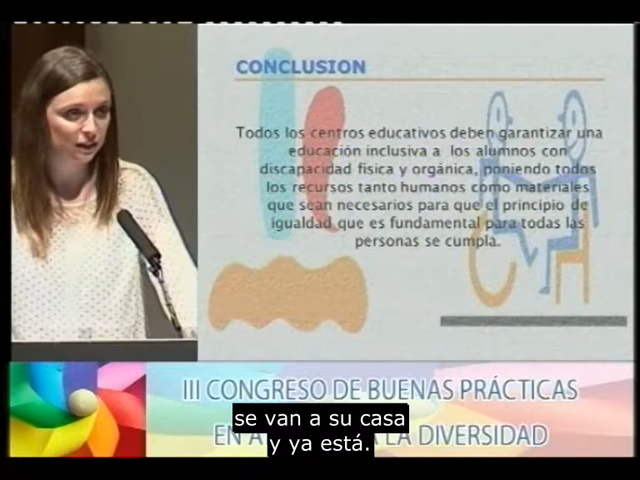 CONCLUSION
Todos los centros educativos deben garantizar una
educación inclusiva a los alumnos con
discapacidad física y orgánica, poniendo todos
los recursos tanto humanos como materiales
que sean necesarios para que el principio de
igualdad que es fundamental para todas las
personas se cumpla.
III CONGRESO DE BUENAS PRÁCTICAS
se van a su casa
EN A LA DIVERSIDAD
y ya está.